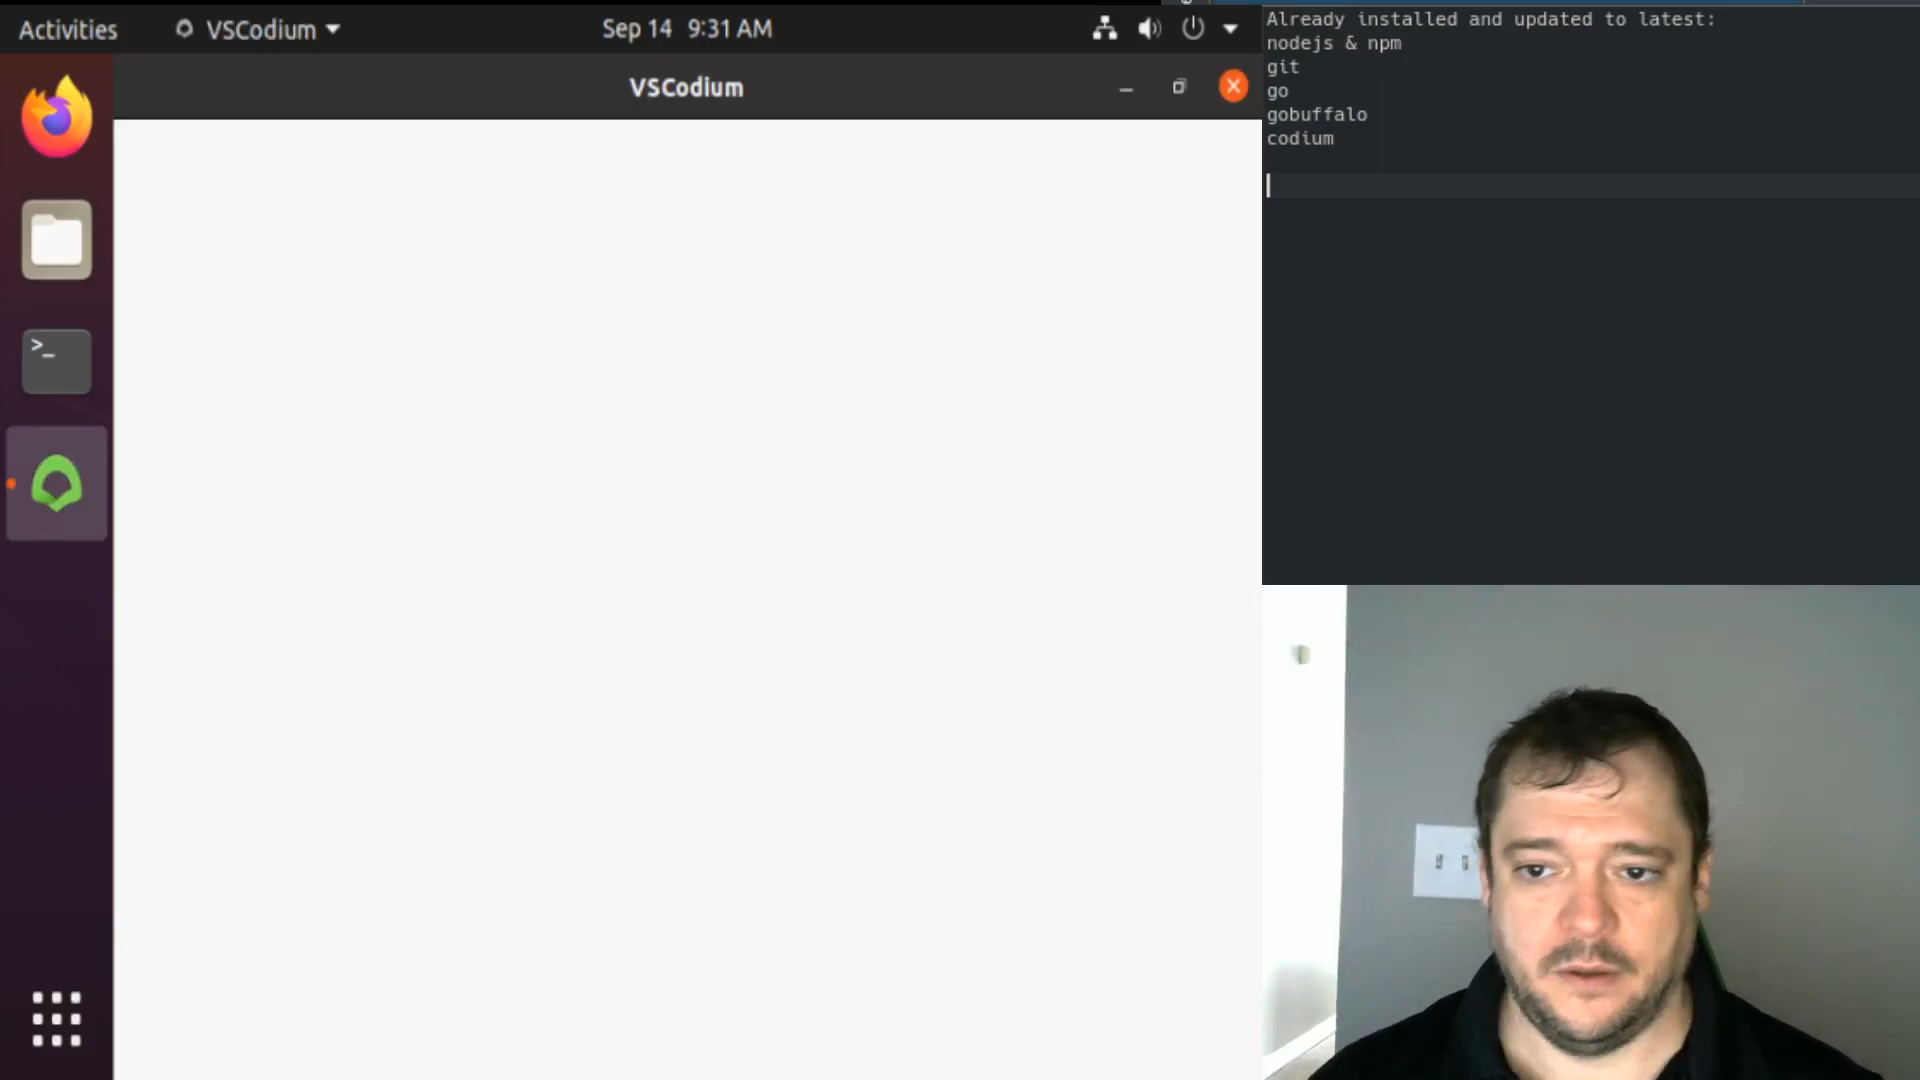 Activities
VSCodium
Sep 14 9:31 AM
VSCodium
>_
Already installed and updated to latest:
nodejs & npm
git
go
gobuffalo
codium